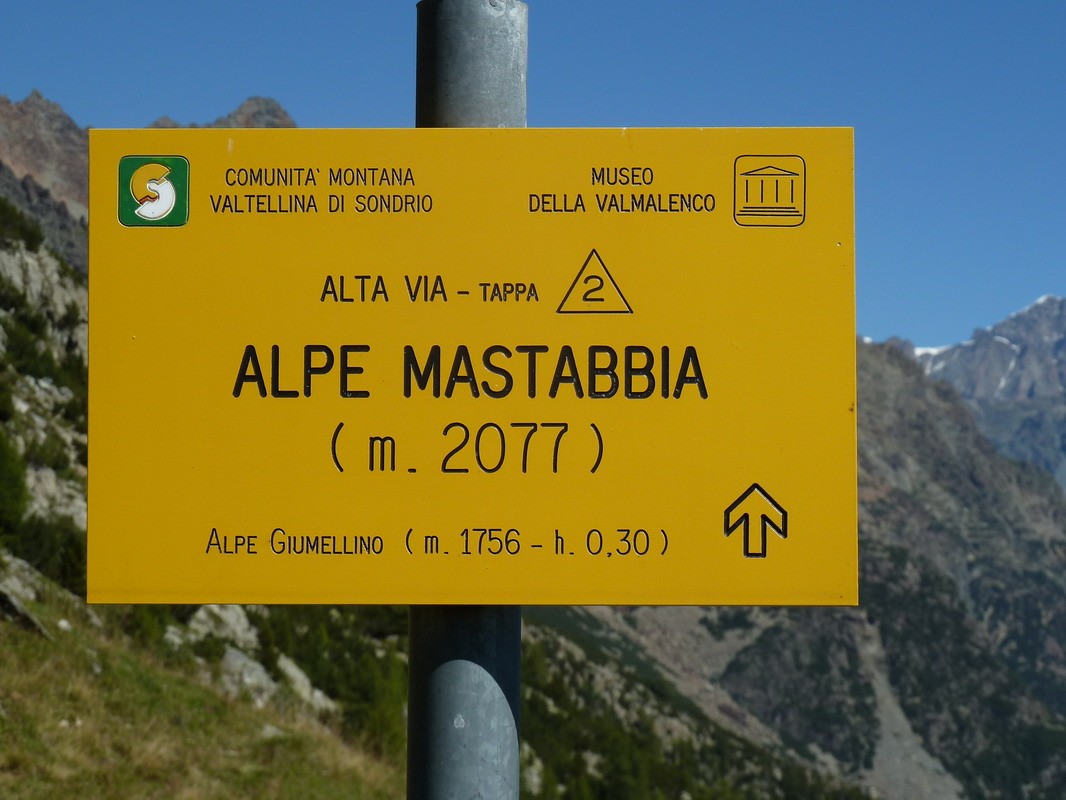 COMUNITA' MONTANA
VALTELLINA DI SONDRIO
MUSEO
DELLA VALMALENCO
ALTA VIA - TAPPA 2
ALPE MASTABBIA
( m. 2077 )
ALPE GIUMELLINO ( m. 1756 - h. 0,30 )